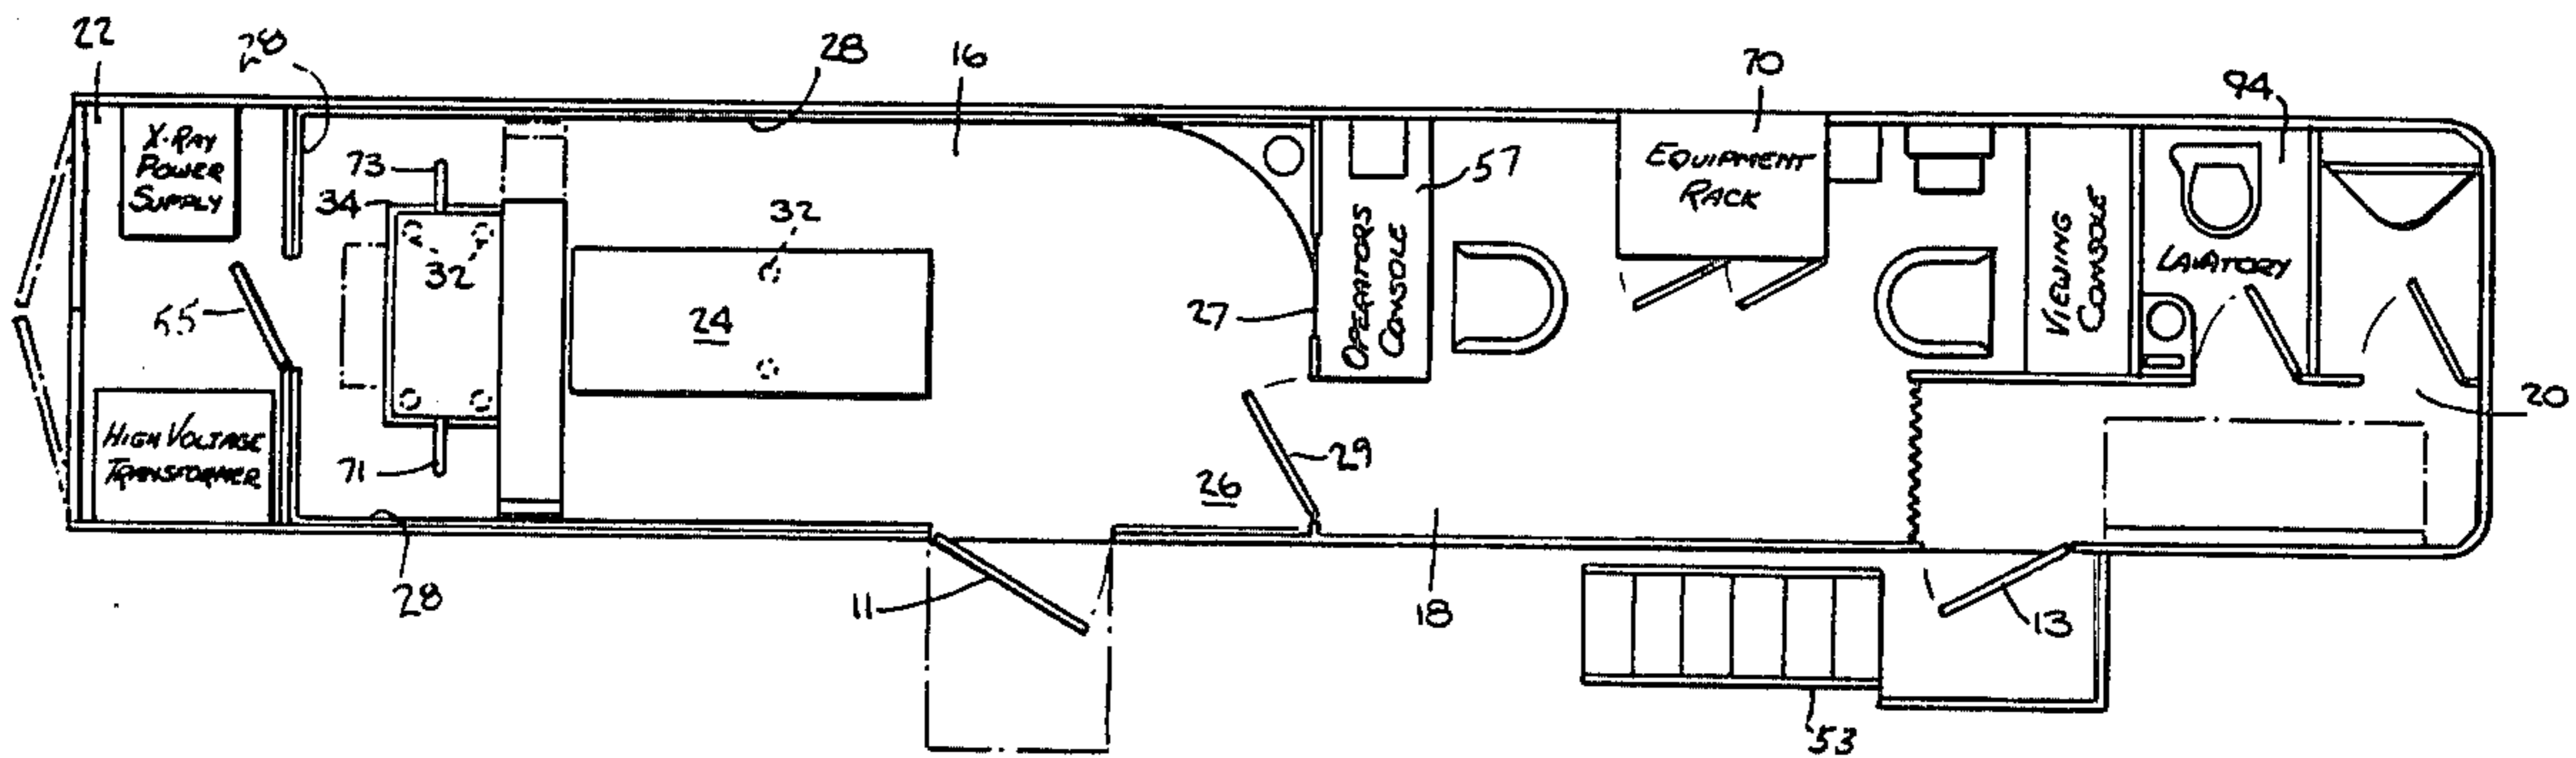 22
28
28
16
70
94
X-RAY
POWER
SUPPLY
73
34
32
32
24
55
HIGH VOLTAGE
TRANSFORMER
71
28
11
27
26
29
OPERATORS
CONSOLE
57
EQUIPMENT
RACK
18
VIEWING
CONSOLE
LAVATORY
20
13
53